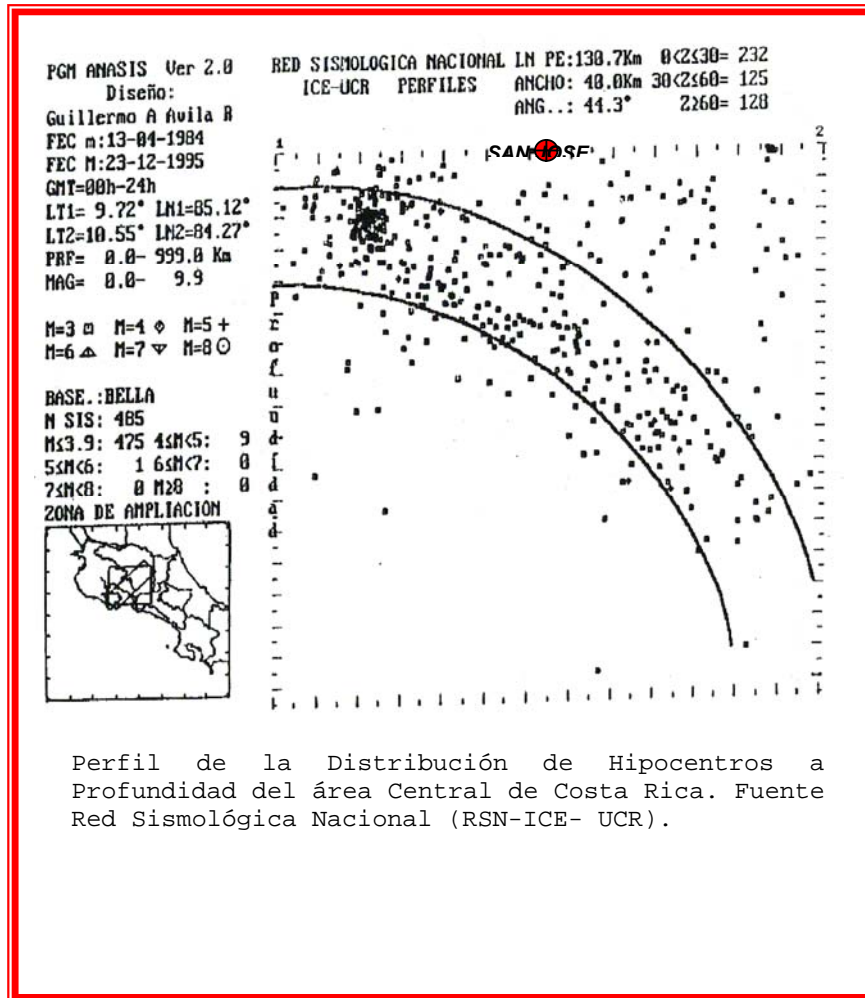 PGM ANASIS Ver 2.0
Diseño:
Guillermo A Avila R
FEC m:13-04-1984
FEC M:23-12-1995
GMT=00h-24h
LT1= 9.72° LN1=85.12°
LT2=10.55° LN2=84.27°
PRF= 0.0- 999.0 Km
MAG= 0.0- 9.9
M=3 M=4 M=5
M=6 M=7 M=8
BASE.:BELLA
N SIS: 485
M≤3.9: 475 4≤M<5: 9
5≤M<6: 1 6≤M<7: 0
7≤M<8: 0 M≥8 : 0
ZONA DE AMPLIACION
RED SISMOLOGICA NACIONAL LN PE:130.7Km 0<Z≤30= 232
ICE-UCR PERFILES ANCHO: 40.0Km 30<Z≤60= 125
ANG..: 44.3° Z≥60= 128
1
2
SAN JOSE
Profundidad
Perfil de la Distribución de Hipocentros a
Profundidad del área Central de Costa Rica. Fuente
Red Sismológica Nacional (RSN-ICE- UCR).